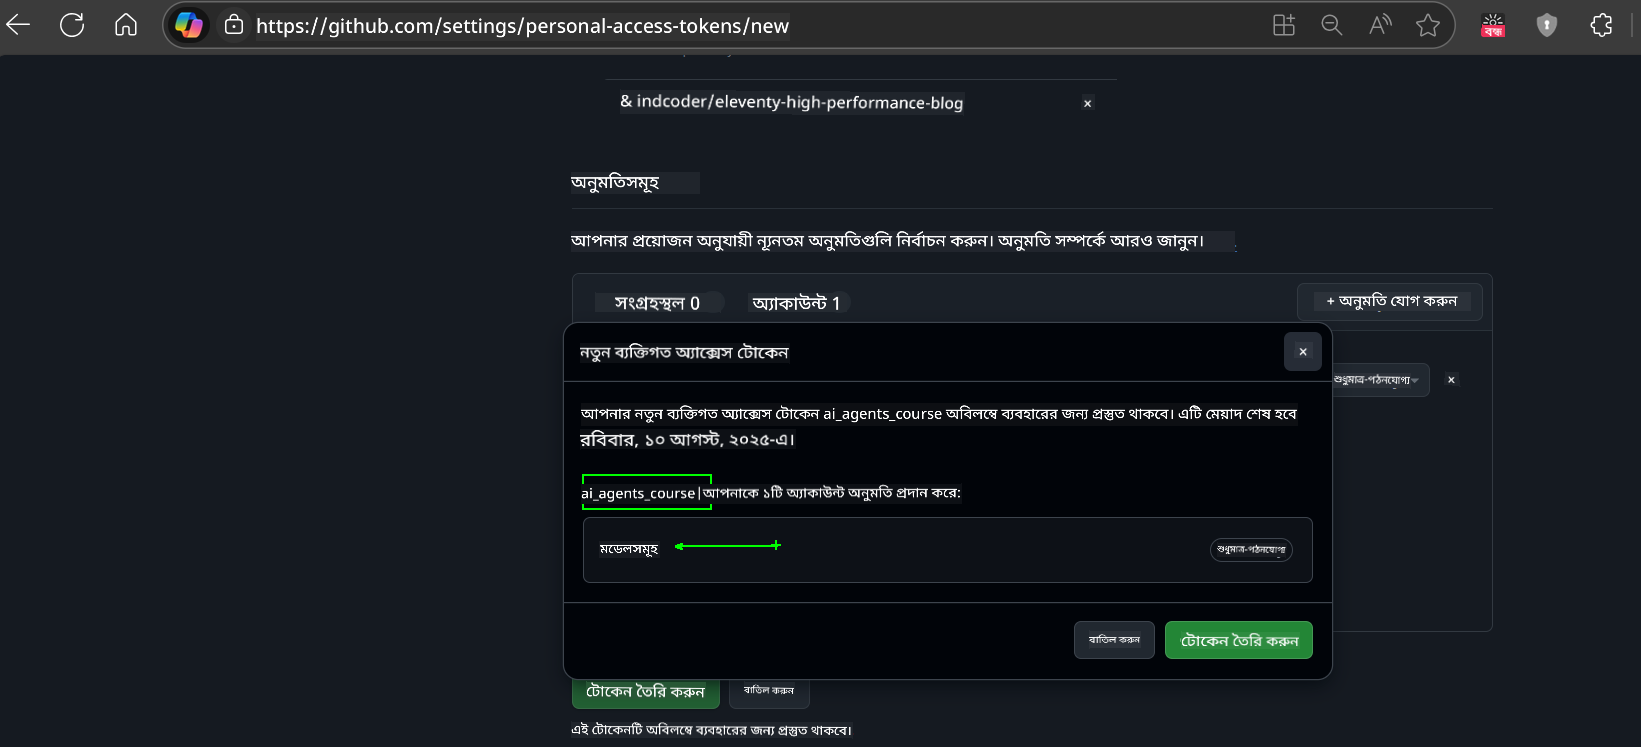 https://github.com/settings/personal-access-tokens/new
বন্ধ
& indcoder/eleventy-high-performance-blog ×
অনুমতিসমূহ
আপনার প্রয়োজন অনুযায়ী ন্যূনতম অনুমতিগুলি নির্বাচন করুন। অনুমতি সম্পর্কে আরও জানুন।
সংগ্রহস্থল 0 অ্যাকাউন্ট 1 + অনুমতি যোগ করুন
নতুন ব্যক্তিগত অ্যাক্সেস টোকেন ×
শুধুমাত্র-পঠনযোগ্য ×
আপনার নতুন ব্যক্তিগত অ্যাক্সেস টোকেন ai_agents_course অবিলম্বে ব্যবহারের জন্য প্রস্তুত থাকবে। এটি মেয়াদ শেষ হবে
রবিবার, ১০ আগস্ট, ২০২৫-এ।
ai_agents_course|আপনাকে ১টি অ্যাকাউন্ট অনুমতি প্রদান করে:
মডেলসমূহ শুধুমাত্র-পঠনযোগ্য
বাতিল করুন টোকেন তৈরি করুন
টোকেন তৈরি করুন বাতিল করুন
এই টোকেনটি অবিলম্বে ব্যবহারের জন্য প্রস্তুত থাকবে।